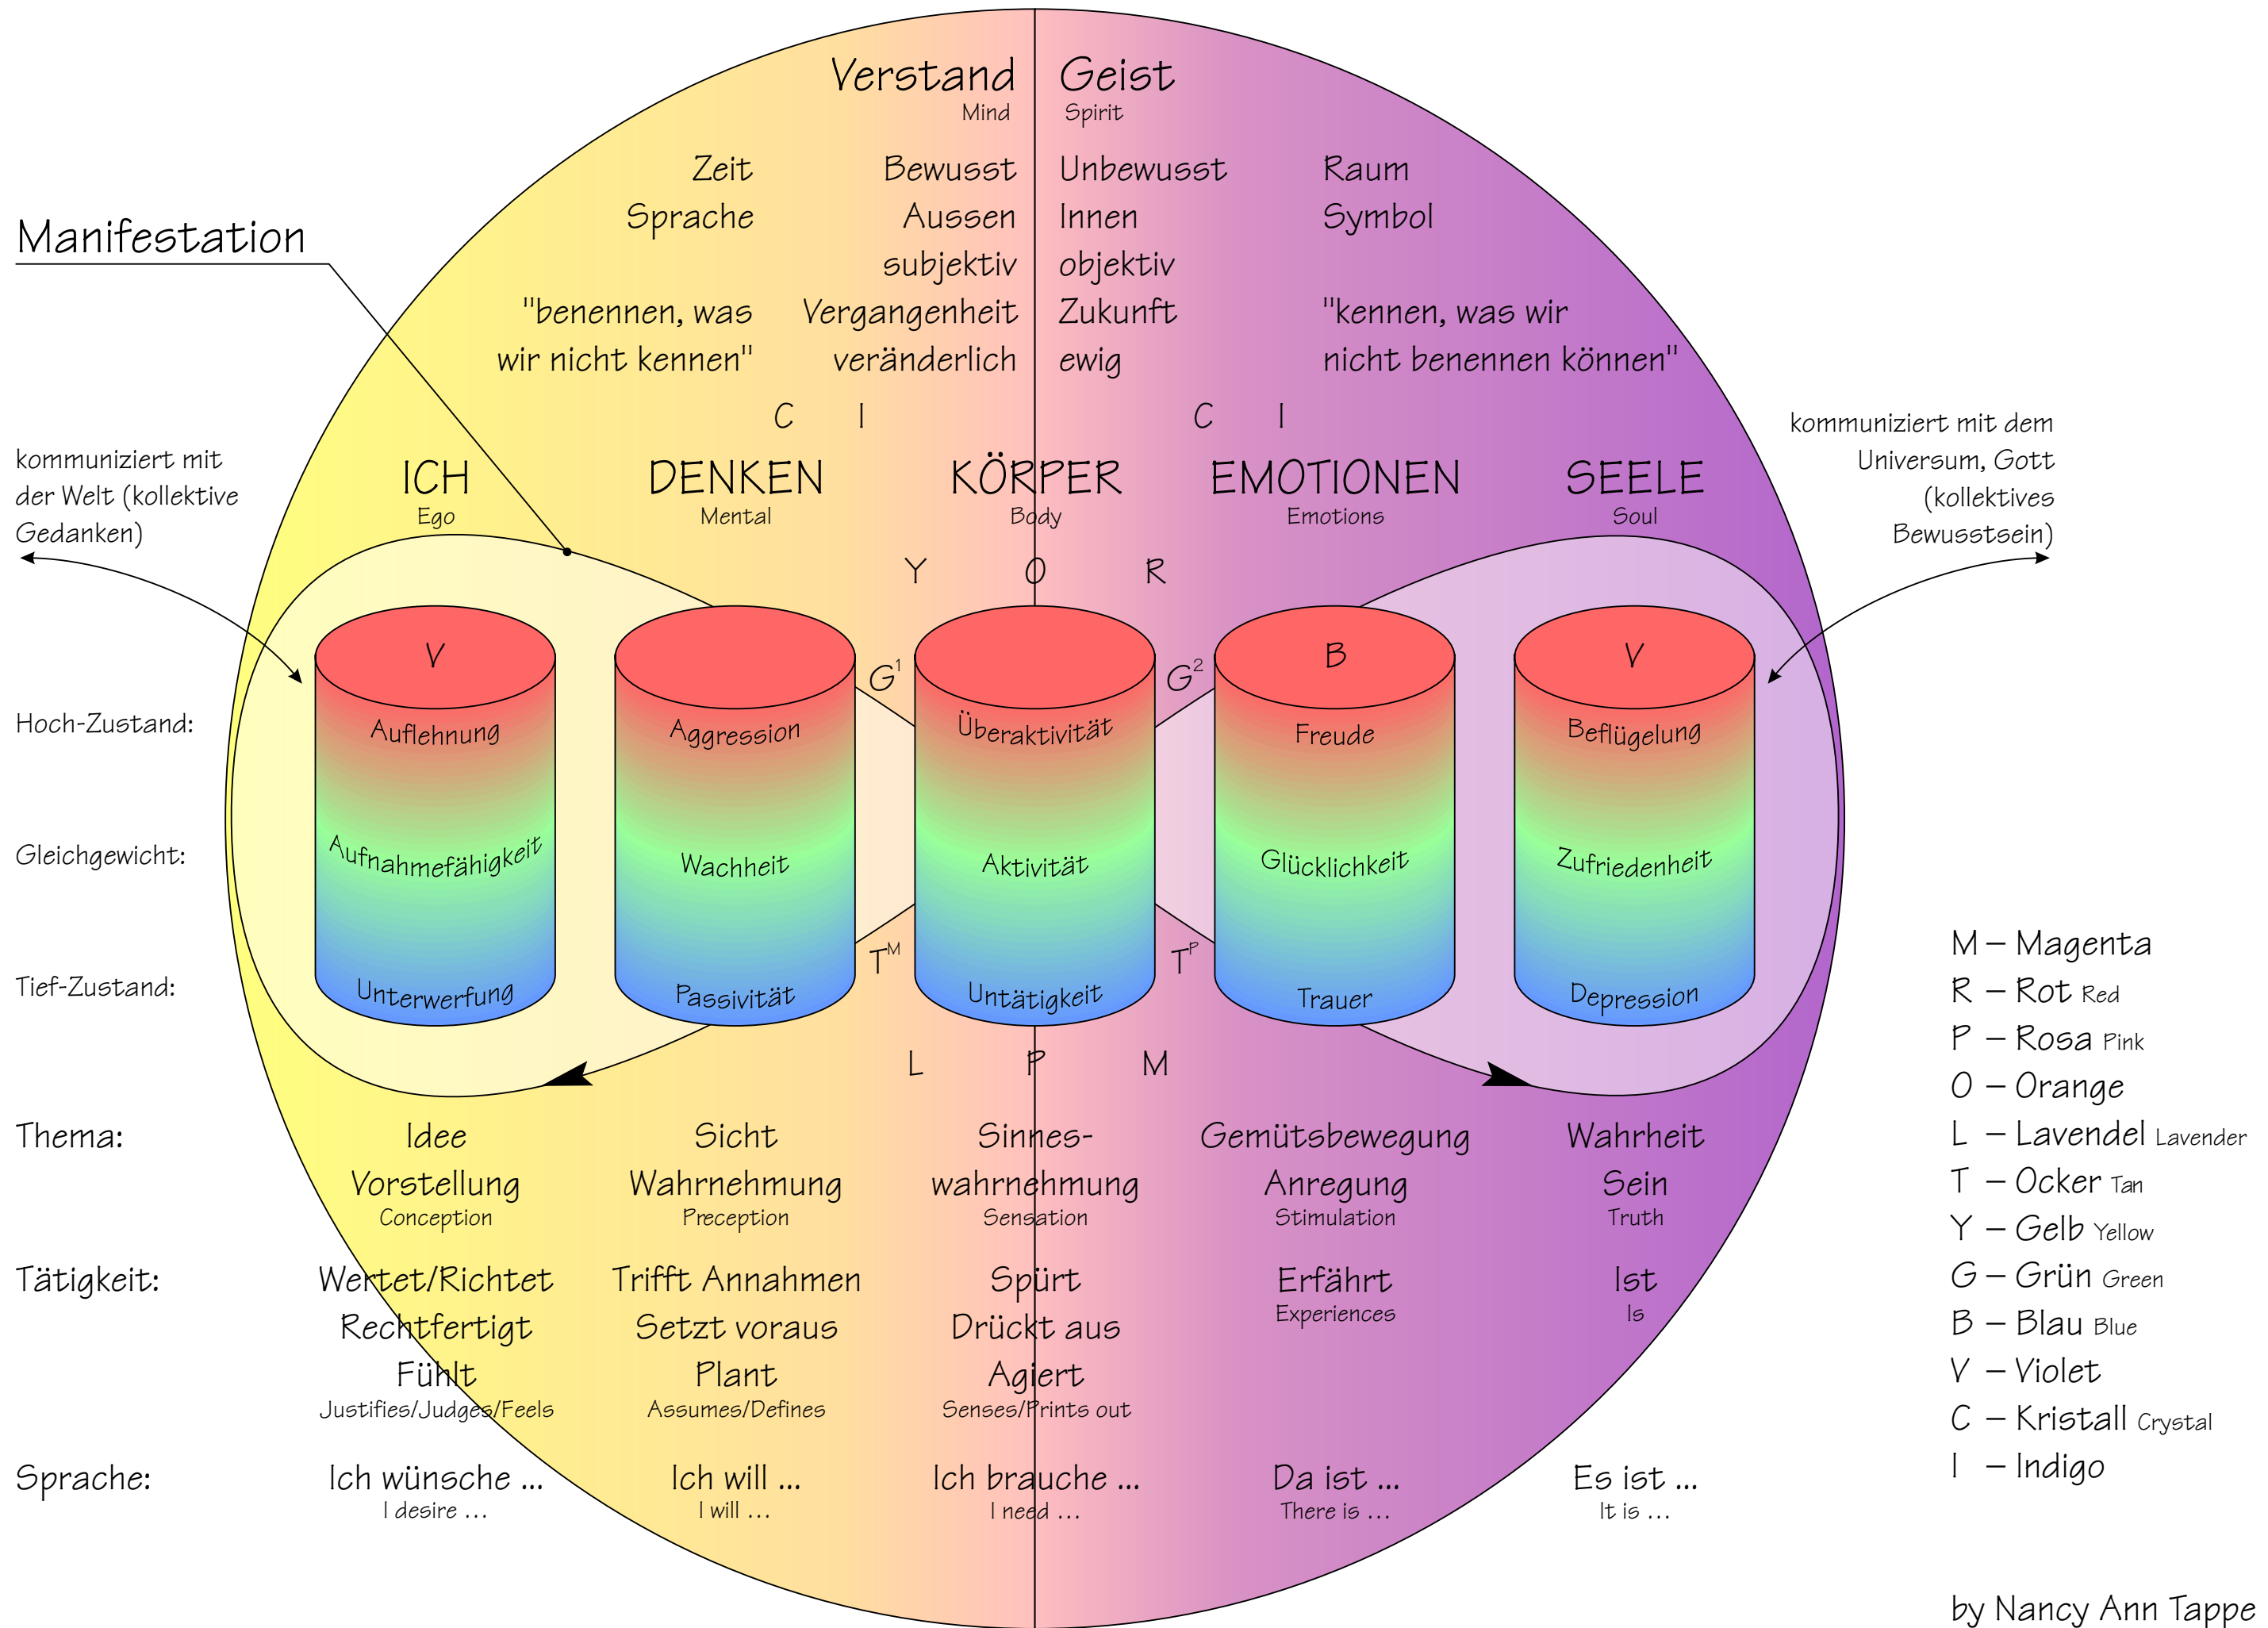 Verstand Geist
Mind Spirit
Zeit Bewusst Unbewusst Raum
Sprache Aussen Innen Symbol
subjektiv objektiv
"benennen, was Vergangenheit Zukunft "kennen, was wir
wir nicht kennen" veränderlich ewig nicht benennen können"
Manifestation
C I C I
kommuniziert mit
der Welt (kollektive
Gedanken)
kommuniziert mit dem
Universum, Gott
(kollektives
Bewusstsein)
ICH DENKEN KÖRPER EMOTIONEN SEELE
Ego Mental Body Emotions Soul
Y O R
V B V
G1 G2
Hoch-Zustand: Auflehnung Aggression Überaktivität Freude Beflügelung
Gleichgewicht: Aufnahmefähigkeit Wachheit Aktivität Glücklichkeit Zufriedenheit
TM TP
Tief-Zustand: Unterwerfung Passivität Untätigkeit Trauer Depression
L P M
Thema: Idee Sicht Sinnes- Gemütsbewegung Wahrheit
Vorstellung Wahrnehmung wahrnehmung Anregung Sein
Conception Preception Sensation Stimulation Truth
Tätigkeit: Wertet/Richtet Trifft Annahmen Spürt Erfährt Ist
Experiences Is
Rechtfertigt Setzt voraus Drückt aus
Fühlt Plant Agiert
Justifies/Judges/Feels Assumes/Defines Senses/Prints out
Sprache: Ich wünsche ... Ich will ... Ich brauche ... Da ist ... Es ist ...
I desire ... I will ... I need ... There is ... It is ...
M – Magenta
R – Rot Red
P – Rosa Pink
O – Orange
L – Lavendel Lavender
T – Ocker Tan
Y – Gelb Yellow
G – Grün Green
B – Blau Blue
V – Violet
C – Kristall Crystal
I – Indigo
by Nancy Ann Tappe